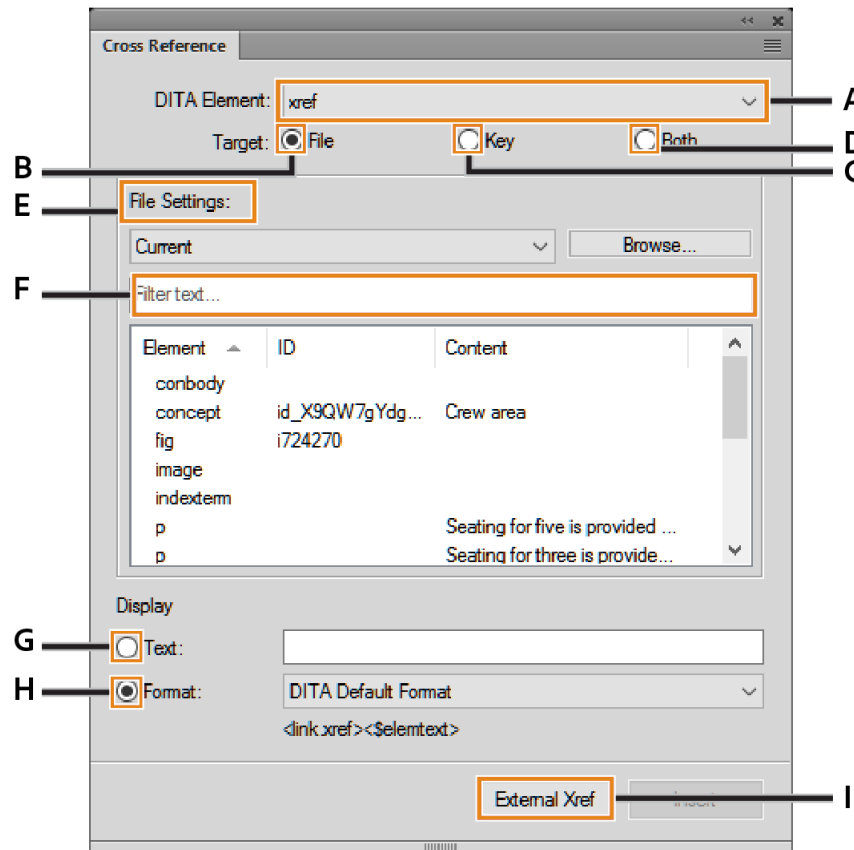 Cross Reference
DITA Element: xref A
Target: File Key Both D
B C
E File Settings:
Current Browse...
F Filter text...
Element ID Content
conbody
concept id_X9QW7gYdg... Crew area
fig i724270
image
indexterm
p Seating for five is provided ...
p Seating for three is provide...
Display
G Text:
H Format: DITA Default Format
<link.xref><$elemtext>
External Xref Insert I